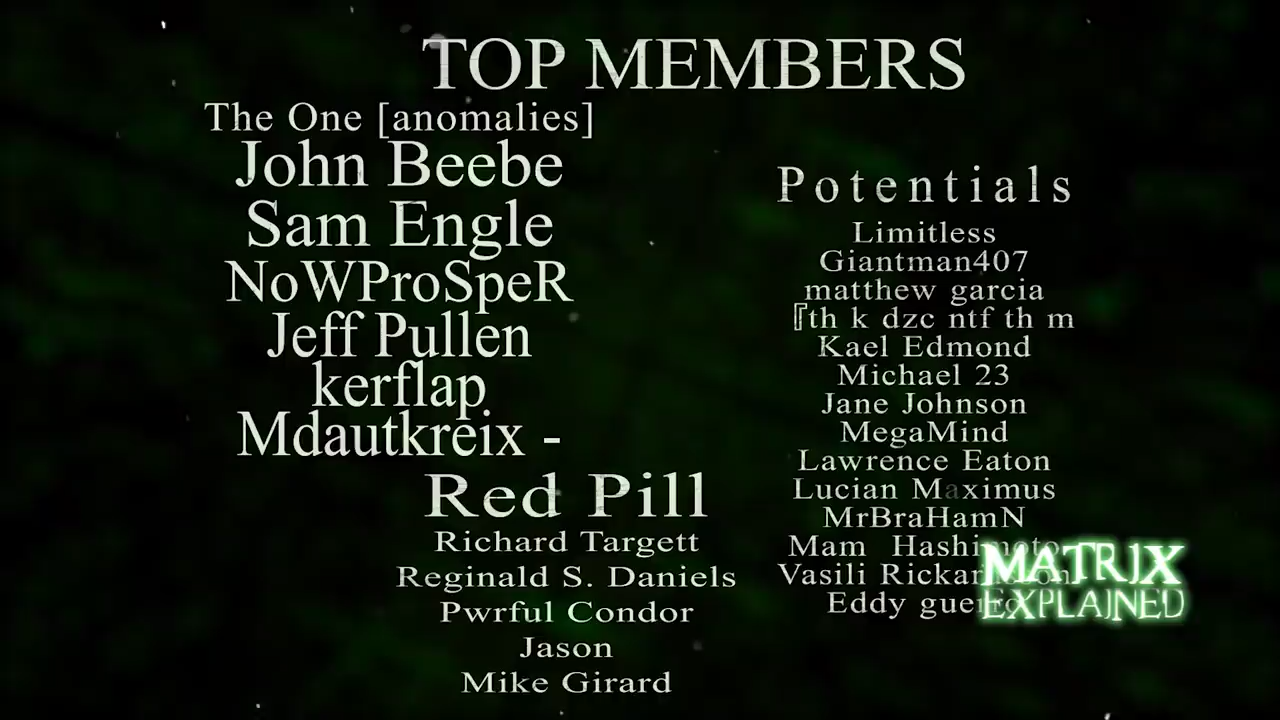 TOP MEMBERS
The One [anomalies]
John Beebe
Sam Engle
NoWProSpeR
Jeff Pullen
kerflap
Mdautkreix -
Red Pill
Richard Targett
Reginald S. Daniels
Pwrful Condor
Jason
Mike Girard
Potentials
Limitless
Giantman407
matthew garcia
『th k dzc ntf th m
Kael Edmond
Michael 23
Jane Johnson
MegaMind
Lawrence Eaton
Lucian Maximus
MrBraHamN
Mam Hashimoto
Vasili
Eddy
MATRIX
EXPLAINED